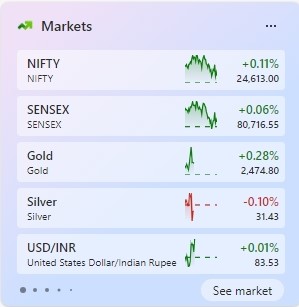 Markets
NIFTY +0.11%
NIFTY 24,613.00
SENSEX +0.06%
SENSEX 80,716.55
Gold +0.28%
Gold 2,474.80
Silver -0.10%
Silver 31.43
USD/INR +0.01%
United States Dollar/Indian Rupee 83.53
See market